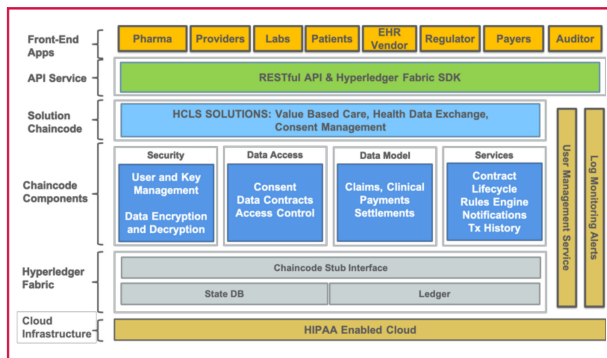 Front-End
Apps
Pharma
Providers
Labs
Patients
EHR
Vendor
Regulator
Payers
Auditor
API Service
RESTful API & Hyperledger Fabric SDK
Solution
Chaincode
HCLS SOLUTIONS: Value Based Care, Health Data Exchange,
Consent Management
Chaincode
Components
Security
User and Key
Management
Data Encryption
and Decryption
Data Access
Consent
Data Contracts
Access Control
Data Model
Claims, Clinical
Payments
Settlements
Services
Contract
Lifecycle
Rules Engine
Notifications
Tx History
User Management
Service
Log Monitoring Alerts
Hyperledger
Fabric
Chaincode Stub Interface
State DB
Ledger
Cloud
Infrastructure
HIPAA Enabled Cloud